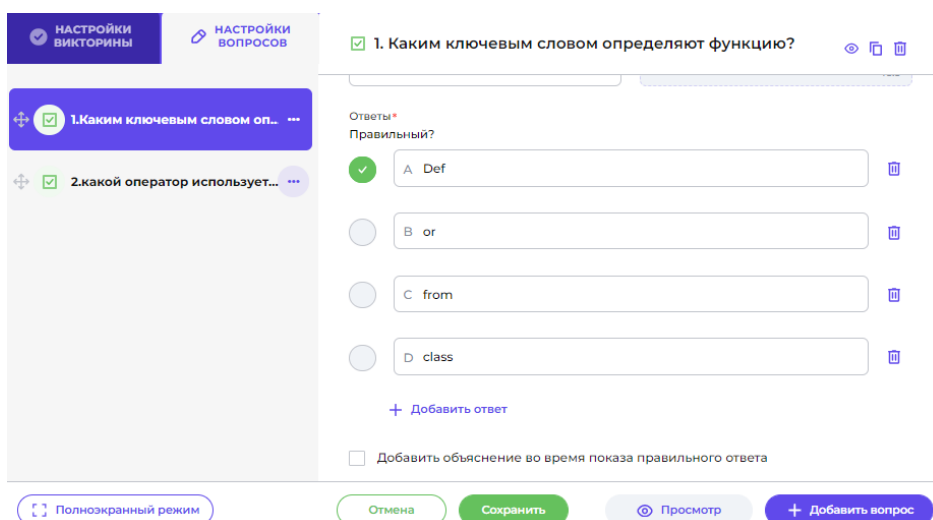 НАСТРОЙКИ
ВИКТОРИНЫ
НАСТРОЙКИ
ВОПРОСОВ
1. Каким ключевым словом определяют функцию?
1.Каким ключевым словом оп.. ...
2.какой оператор использует... ...
Ответы*
Правильный?
A Def
B or
C from
D class
+ Добавить ответ
Добавить объяснение во время показа правильного ответа
Полноэкранный режим
Отмена
Сохранить
Просмотр
+ Добавить вопрос